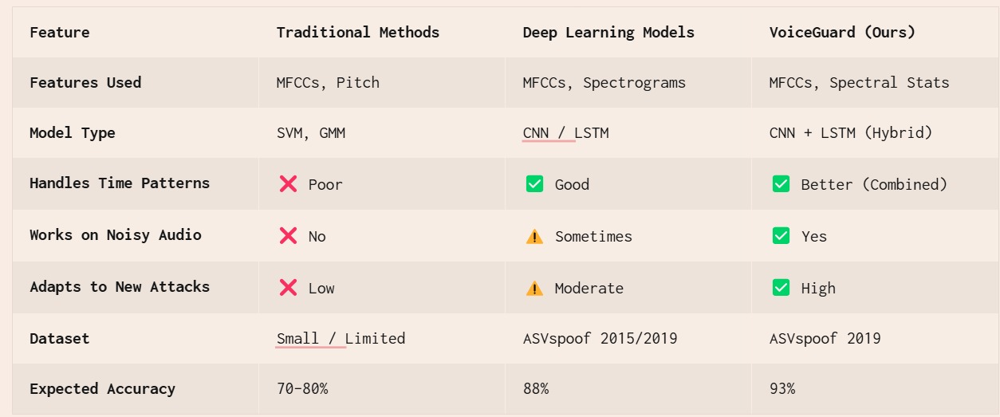 Feature Traditional Methods Deep Learning Models VoiceGuard (Ours)
Features Used MFCCs, Pitch MFCCs, Spectrograms MFCCs, Spectral Stats
Model Type SVM, GMM CNN / LSTM CNN + LSTM (Hybrid)
Handles Time Patterns ❌ Poor ✅ Good ✅ Better (Combined)
Works on Noisy Audio ❌ No ⚠️ Sometimes ✅ Yes
Adapts to New Attacks ❌ Low ⚠️ Moderate ✅ High
Dataset Small / Limited ASVspoof 2015/2019 ASVspoof 2019
Expected Accuracy 70–80% 88% 93%